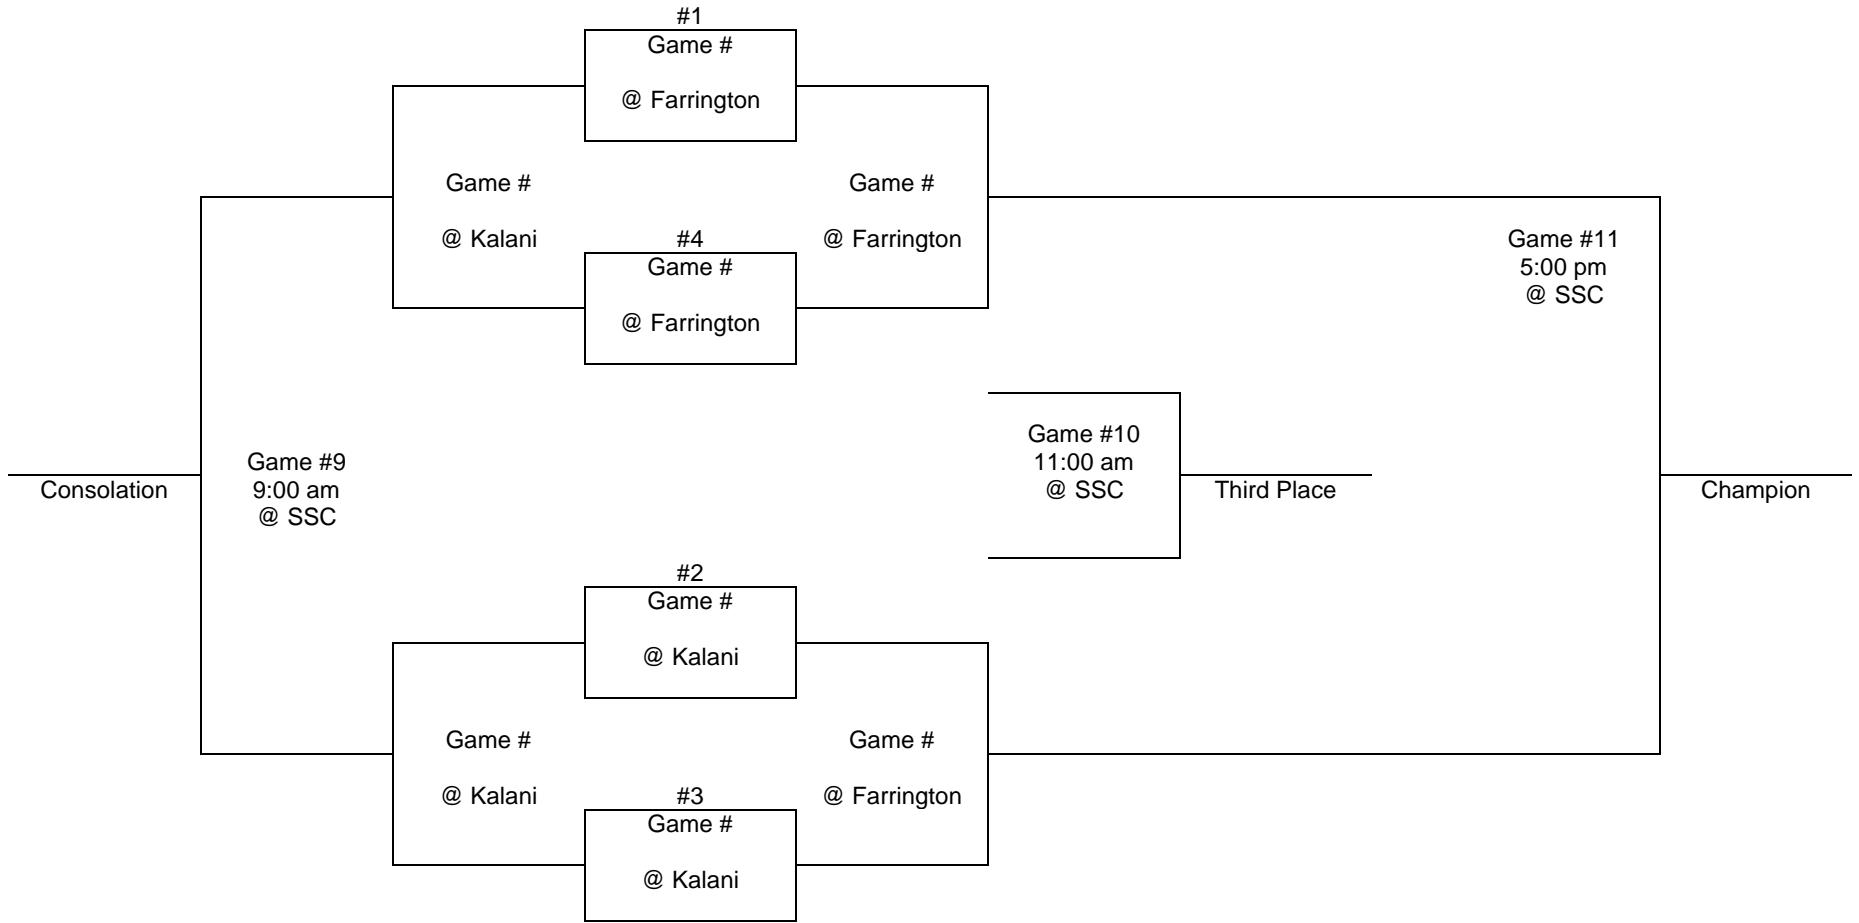 #1
Game #
@ Farrington
Game #
@ Kalani
Game #
@ Farrington
#4
Game #
@ Farrington
Game #11
5:00 pm
@ SSC
Game #9
9:00 am
@ SSC
Consolation
Game #10
11:00 am
@ SSC
Third Place
Champion
#2
Game #
@ Kalani
Game #
@ Kalani
Game #
@ Farrington
#3
Game #
@ Kalani